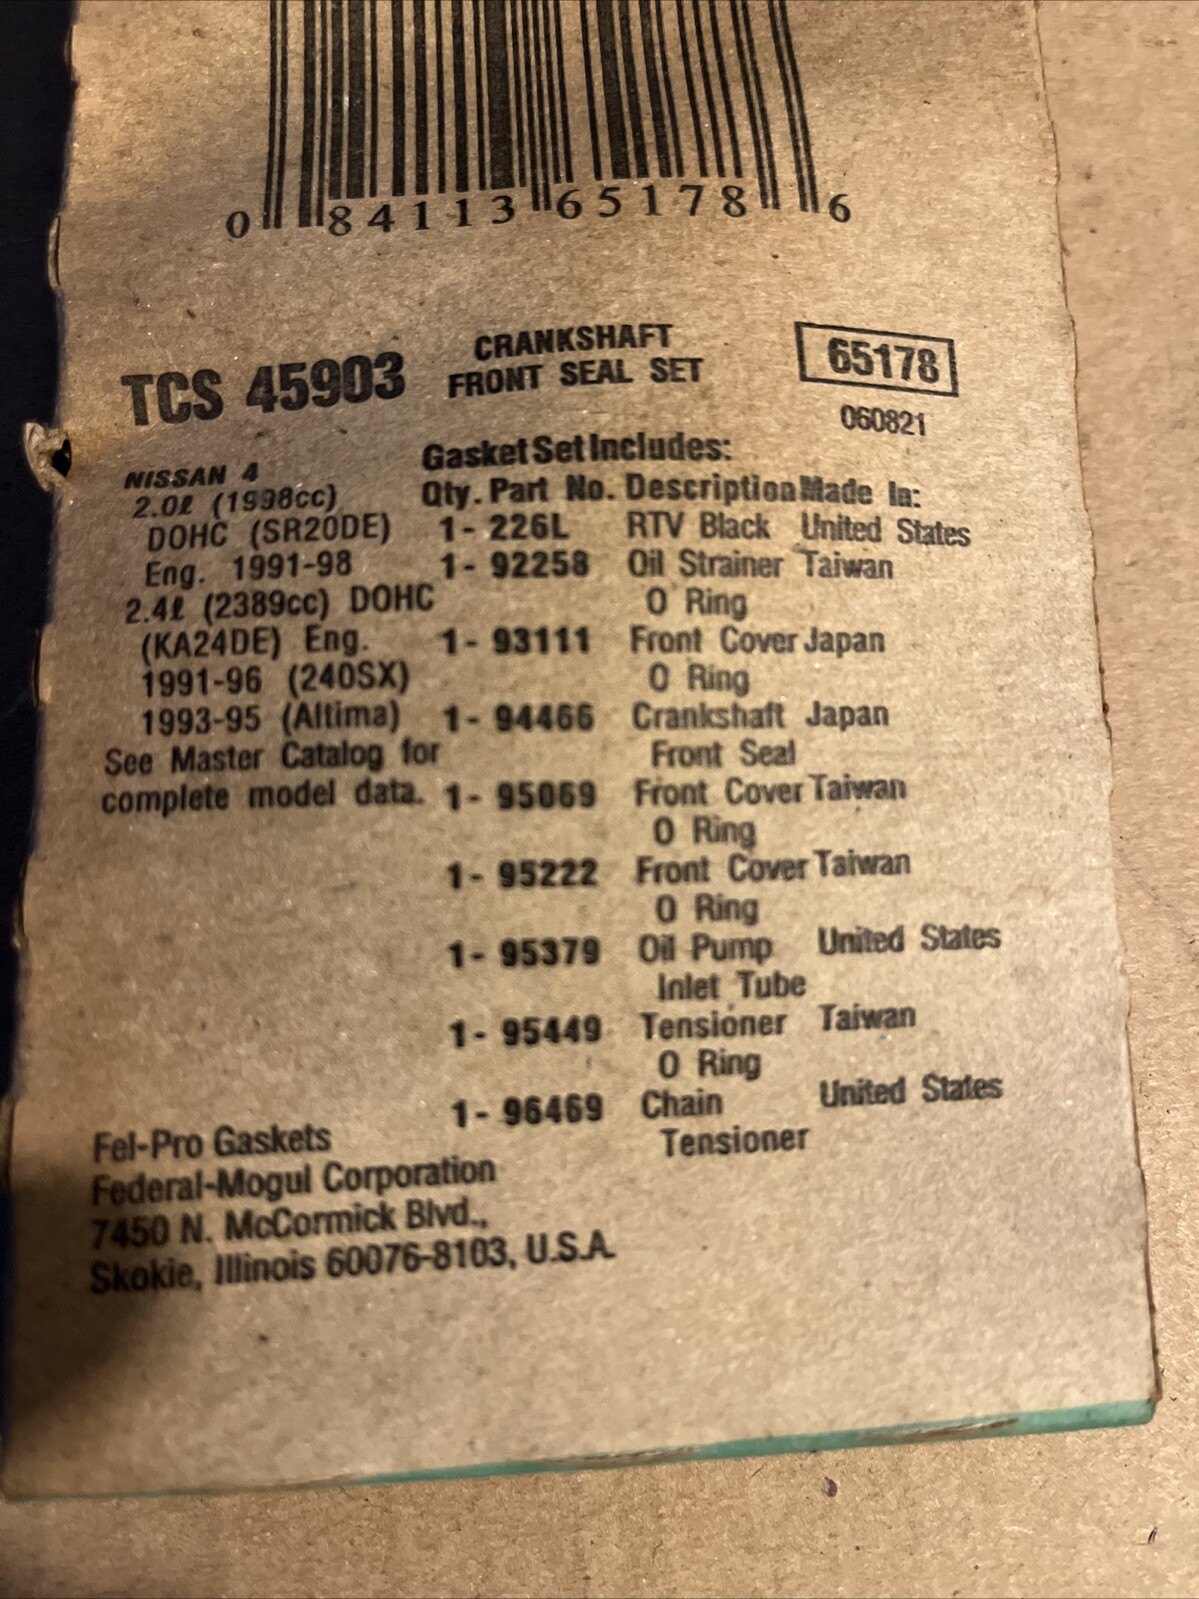 0 84113 65178 6
TCS 45903
CRANKSHAFT
FRONT SEAL SET
65178
060821
NISSAN 4
2.0ℓ (1998cc)
DOHC (SR20DE)
Eng. 1991-98
2.4ℓ (2389cc) DOHC
(KA24DE) Eng.
1991-96 (240SX)
1993-95 (Altima)
See Master Catalog for
complete model data.
Gasket Set Includes:
Qty. Part No. Description Made In:
1 - 226L RTV Black United States
1 - 92258 Oil Strainer Taiwan
O Ring
1 - 93111 Front Cover Japan
O Ring
1 - 94466 Crankshaft Japan
Front Seal
1 - 95069 Front Cover Taiwan
O Ring
1 - 95222 Front Cover Taiwan
O Ring
1 - 95379 Oil Pump United States
Inlet Tube
1 - 95449 Tensioner Taiwan
O Ring
1 - 96469 Chain United States
Tensioner
Fel-Pro Gaskets
Federal-Mogul Corporation
7450 N. McCormick Blvd.,
Skokie, Illinois 60076-8103, U.S.A.